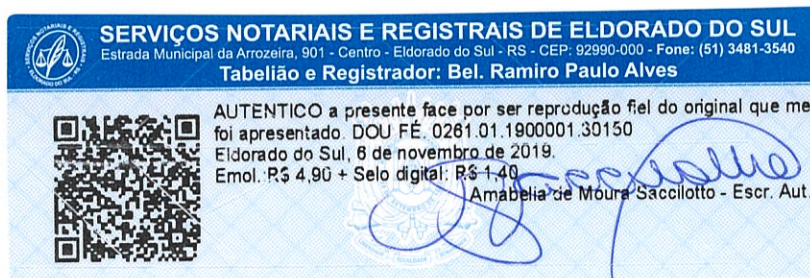 SERVIÇOS NOTARIAIS E REGISTRAIS DE ELDORADO DO SUL
Estrada Municipal da Arrozeira, 901 - Centro - Eldorado do Sul - RS - CEP: 92990-000 - Fone: (51) 3481-3540
Tabelião e Registrador: Bel. Ramiro Paulo Alves
AUTENTICO a presente face por ser reprodução fiel do original que me
foi apresentado. DOU FÉ. 0261.01.1900001.30150
Eldorado do Sul, 6 de novembro de 2019.
Emol.:R$ 4,90 + Selo digital: R$ 1,40
Amabelia de Moura Saccilotto - Escr. Aut